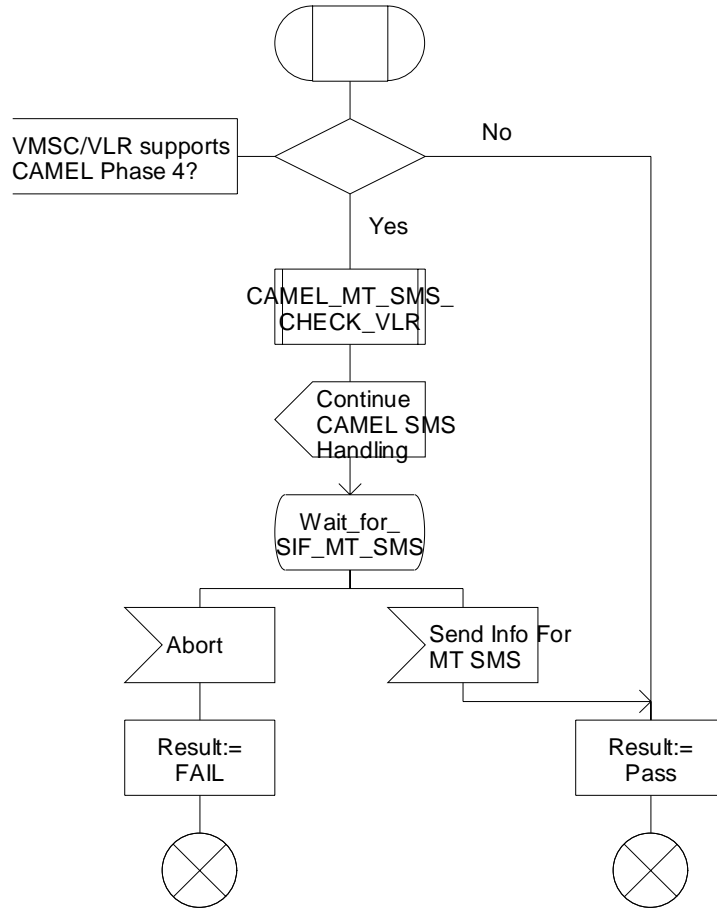 No
VMSC/VLR supports
CAMEL Phase 4?
Yes
CAMEL_MT_SMS_
CHECK_VLR
Continue
CAMEL SMS
Handling
Wait_for_
SIF_MT_SMS
Abort
Send Info For
MT SMS
Result:=
FAIL
Result:=
Pass